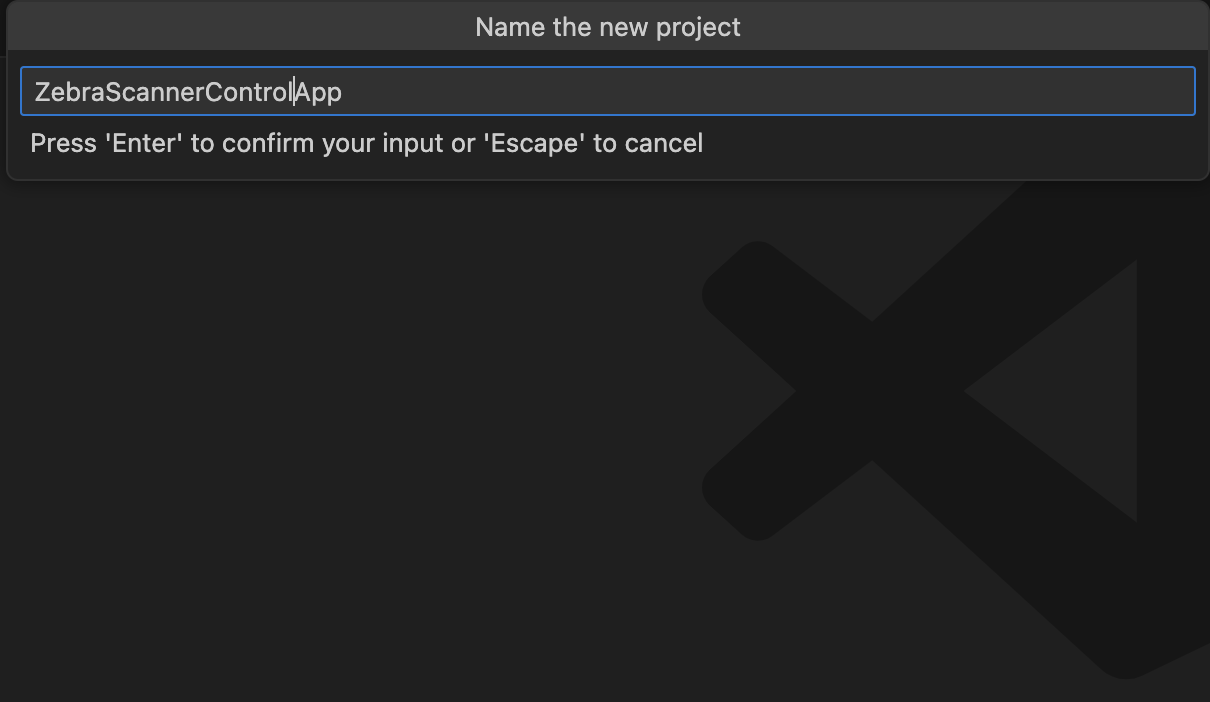 Name the new project
ZebraScannerControlApp
Press 'Enter' to confirm your input or 'Escape' to cancel